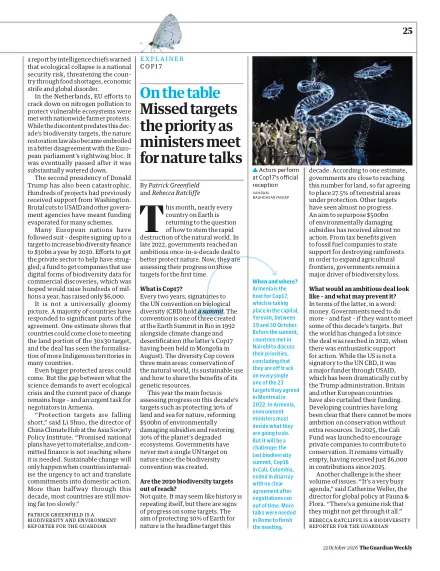 25
a report by intelligence chiefs warned
that ecological collapse is a national
security risk, threatening the coun-
try through food shortages, economic
strife and global disorder.
In the Netherlands, EU efforts to
crack down on nitrogen pollution to
protect vulnerable ecosystems were
met with nationwide farmer protests.
While the discontent predates this dec-
ade's biodiversity targets, the nature
restoration law also became embroiled
in a bitter disagreement with the Euro-
pean parliament's rightwing bloc. It
was eventually passed after it was
substantially watered down.
The second presidency of Donald
Trump has also been catastrophic.
Hundreds of projects had previously
received support from Washington.
Brutal cuts to USAID and other govern-
ment agencies have meant funding
evaporated for many schemes.
Many European nations have
followed suit – despite signing up to a
target to increase biodiversity finance
to $30bn a year by 2030. Efforts to get
the private sector to help have strug-
gled; a fund to get companies that use
digital forms of biodiversity data for
commercial discoveries, which was
hoped would raise hundreds of mil-
lions a year, has raised only $6,000.
It is not a universally gloomy
picture. A majority of countries have
responded to significant parts of the
agreement. One estimate shows that
countries could come close to meeting
the land portion of the 30x30 target,
and the deal has seen the formalisa-
tion of more Indigenous territories in
many countries.
Even bigger protected areas could
come. But the gap between what the
science demands to avert ecological
crisis and the current pace of change
remains huge – and an urgent task for
negotiators in Armenia.
"Protection targets are falling
short," said Li Shuo, the director of
China Climate Hub at the Asia Society
Policy Institute. "Promised national
plans have yet to materialise, and com-
mitted finance is not reaching where it
is needed. Sustainable change will
only happen when countries internal-
ise the urgency to act and translate
commitments into domestic action.
More than halfway through this
decade, most countries are still mov-
ing far too slowly."
PATRICK GREENFIELD IS A
BIODIVERSITY AND ENVIRONMENT
REPORTER FOR THE GUARDIAN
EXPLAINER
COP17
On the table
Missed targets
the priority as
ministers meet
for nature talks
By Patrick Greenfield
and Rebecca Ratcliffe
This month, nearly every
country on Earth is
returning to the question
of how to stem the rapid
destruction of the natural world. In
late 2022, governments reached an
ambitious once-in-a-decade deal to
better protect nature. Now, they are
assessing their progress on those
targets for the first time.
What is Cop17?
Every two years, signatories to
the UN convention on biological
diversity (CBD) hold a summit. The
convention is one of three created
at the Earth Summit in Rio in 1992
alongside climate change and
desertification (the latter's Cop17
having been held in Mongolia in
August). The diversity Cop covers
three main areas: conservation of
the natural world, its sustainable use
and how to share the benefits of its
genetic resources.
This year the main focus is
assessing progress on this decade's
targets such as protecting 30% of
land and sea for nature, reforming
$500bn of environmentally
damaging subsidies and restoring
30% of the planet's degraded
ecosystems. Governments have
never met a single UN target on
nature since the biodiversity
convention was created.
Are the 2030 biodiversity targets
out of reach?
Not quite. It may seem like history is
repeating itself, but there are signs
of progress on some targets. The
aim of protecting 30% of Earth for
nature is the headline target this
▲ Actors perform
at Cop17's official
reception
When and where?
Armenia is the
host for Cop17,
which is taking
place in the capital,
Yerevan, between
19 and 30 October.
Before the summit,
countries met in
Nairobi to discuss
their priorities,
concluding that
they are off track
on every single
one of the 23
targets they agreed
in Montreal in
2022. In Armenia,
environment
ministers must
decide what they
are going to do.
But it will be a
challenge: the
last biodiversity
summit, Cop16
in Cali, Colombia,
ended in disarray
with no clear
agreement after
negotiations ran
out of time. More
talks were needed
in Rome to finish
the meeting.
decade. According to one estimate,
governments are close to reaching
this number for land, so far agreeing
to place 27.5% of terrestrial areas
under protection. Other targets
have seen almost no progress.
An aim to repurpose $500bn
of environmentally damaging
subsidies has received almost no
action. From tax benefits given
to fossil fuel companies to state
support for destroying rainforests
in order to expand agricultural
frontiers, governments remain a
major driver of biodiversity loss.
What would an ambitious deal look
like – and what may prevent it?
In terms of the latter, in a word:
money. Governments need to do
more – and fast – if they want to meet
some of this decade's targets. But
the world has changed a lot since
the deal was reached in 2022, when
there was enthusiastic support
for action. While the US is not a
signatory to the UN CBD, it was
a major funder through USAID,
which has been dramatically cut by
the Trump administration. Britain
and other European countries
have also curtailed their funding.
Developing countries have long
been clear that there cannot be more
ambition on conservation without
extra resources. In 2025, the Cali
Fund was launched to encourage
private companies to contribute to
conservation. It remains virtually
empty, having received just $6,000
in contributions since 2025.
Another challenge is the sheer
volume of issues. "It's a very busy
agenda," said Catherine Weller, the
director for global policy at Fauna &
Flora. "There's a genuine risk that
they might not get through it all."
REBECCA RATCLIFFE IS A BIODIVERSITY
REPORTER FOR THE GUARDIAN
23 October 2026 The Guardian Weekly